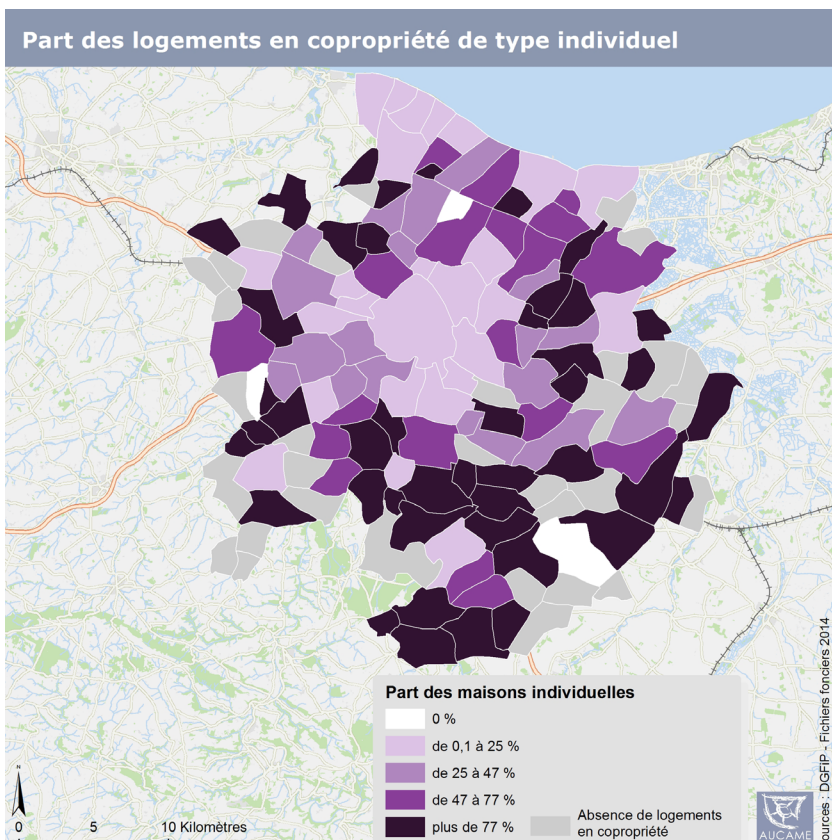 Part des logements en copropriété de type individuel
Part des maisons individuelles
0 %
de 0,1 à 25 %
de 25 à 47 %
de 47 à 77 %
plus de 77 %
Absence de logements
en copropriété
0 5 10 Kilomètres
AUCAME
ources : DGFiP - Fichiers fonciers 2014